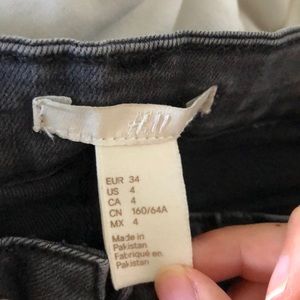 H&M
EUR 34
US 4
CA 4
CN 160/64A
MX 4
Made in
Pakistan
Fabriqué en
Pakistan